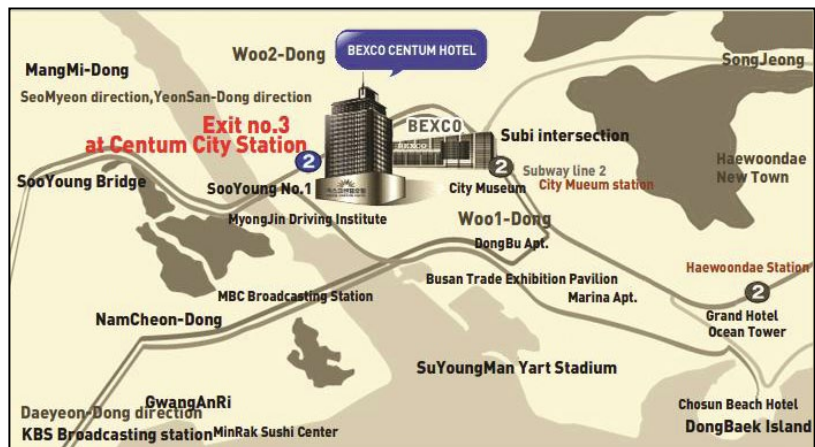 BEXCO CENTUM HOTEL
Woo2-Dong
SongJeong
MangMi-Dong
SeoMyeon direction,YeonSan-Dong direction
Exit no.3
at Centum City Station
BEXCO
BEXCO
Subi intersection
2
2
Subway line 2
Haewoondae
New Town
SooYoung Bridge
SooYoung No.1
City Museum
City Mueum station
MyongJin Driving Institute
Woo1-Dong
DongBu Apt.
Haewoondae Station
Busan Trade Exhibition Pavilion
MBC Broadcasting Station
Marina Apt.
2
NamCheon-Dong
Grand Hotel
Ocean Tower
SuYoungMan Yart Stadium
GwangAnRi
Chosun Beach Hotel
Daeyeon-Dong direction
DongBaek Island
KBS Broadcasting station
MinRak Sushi Center